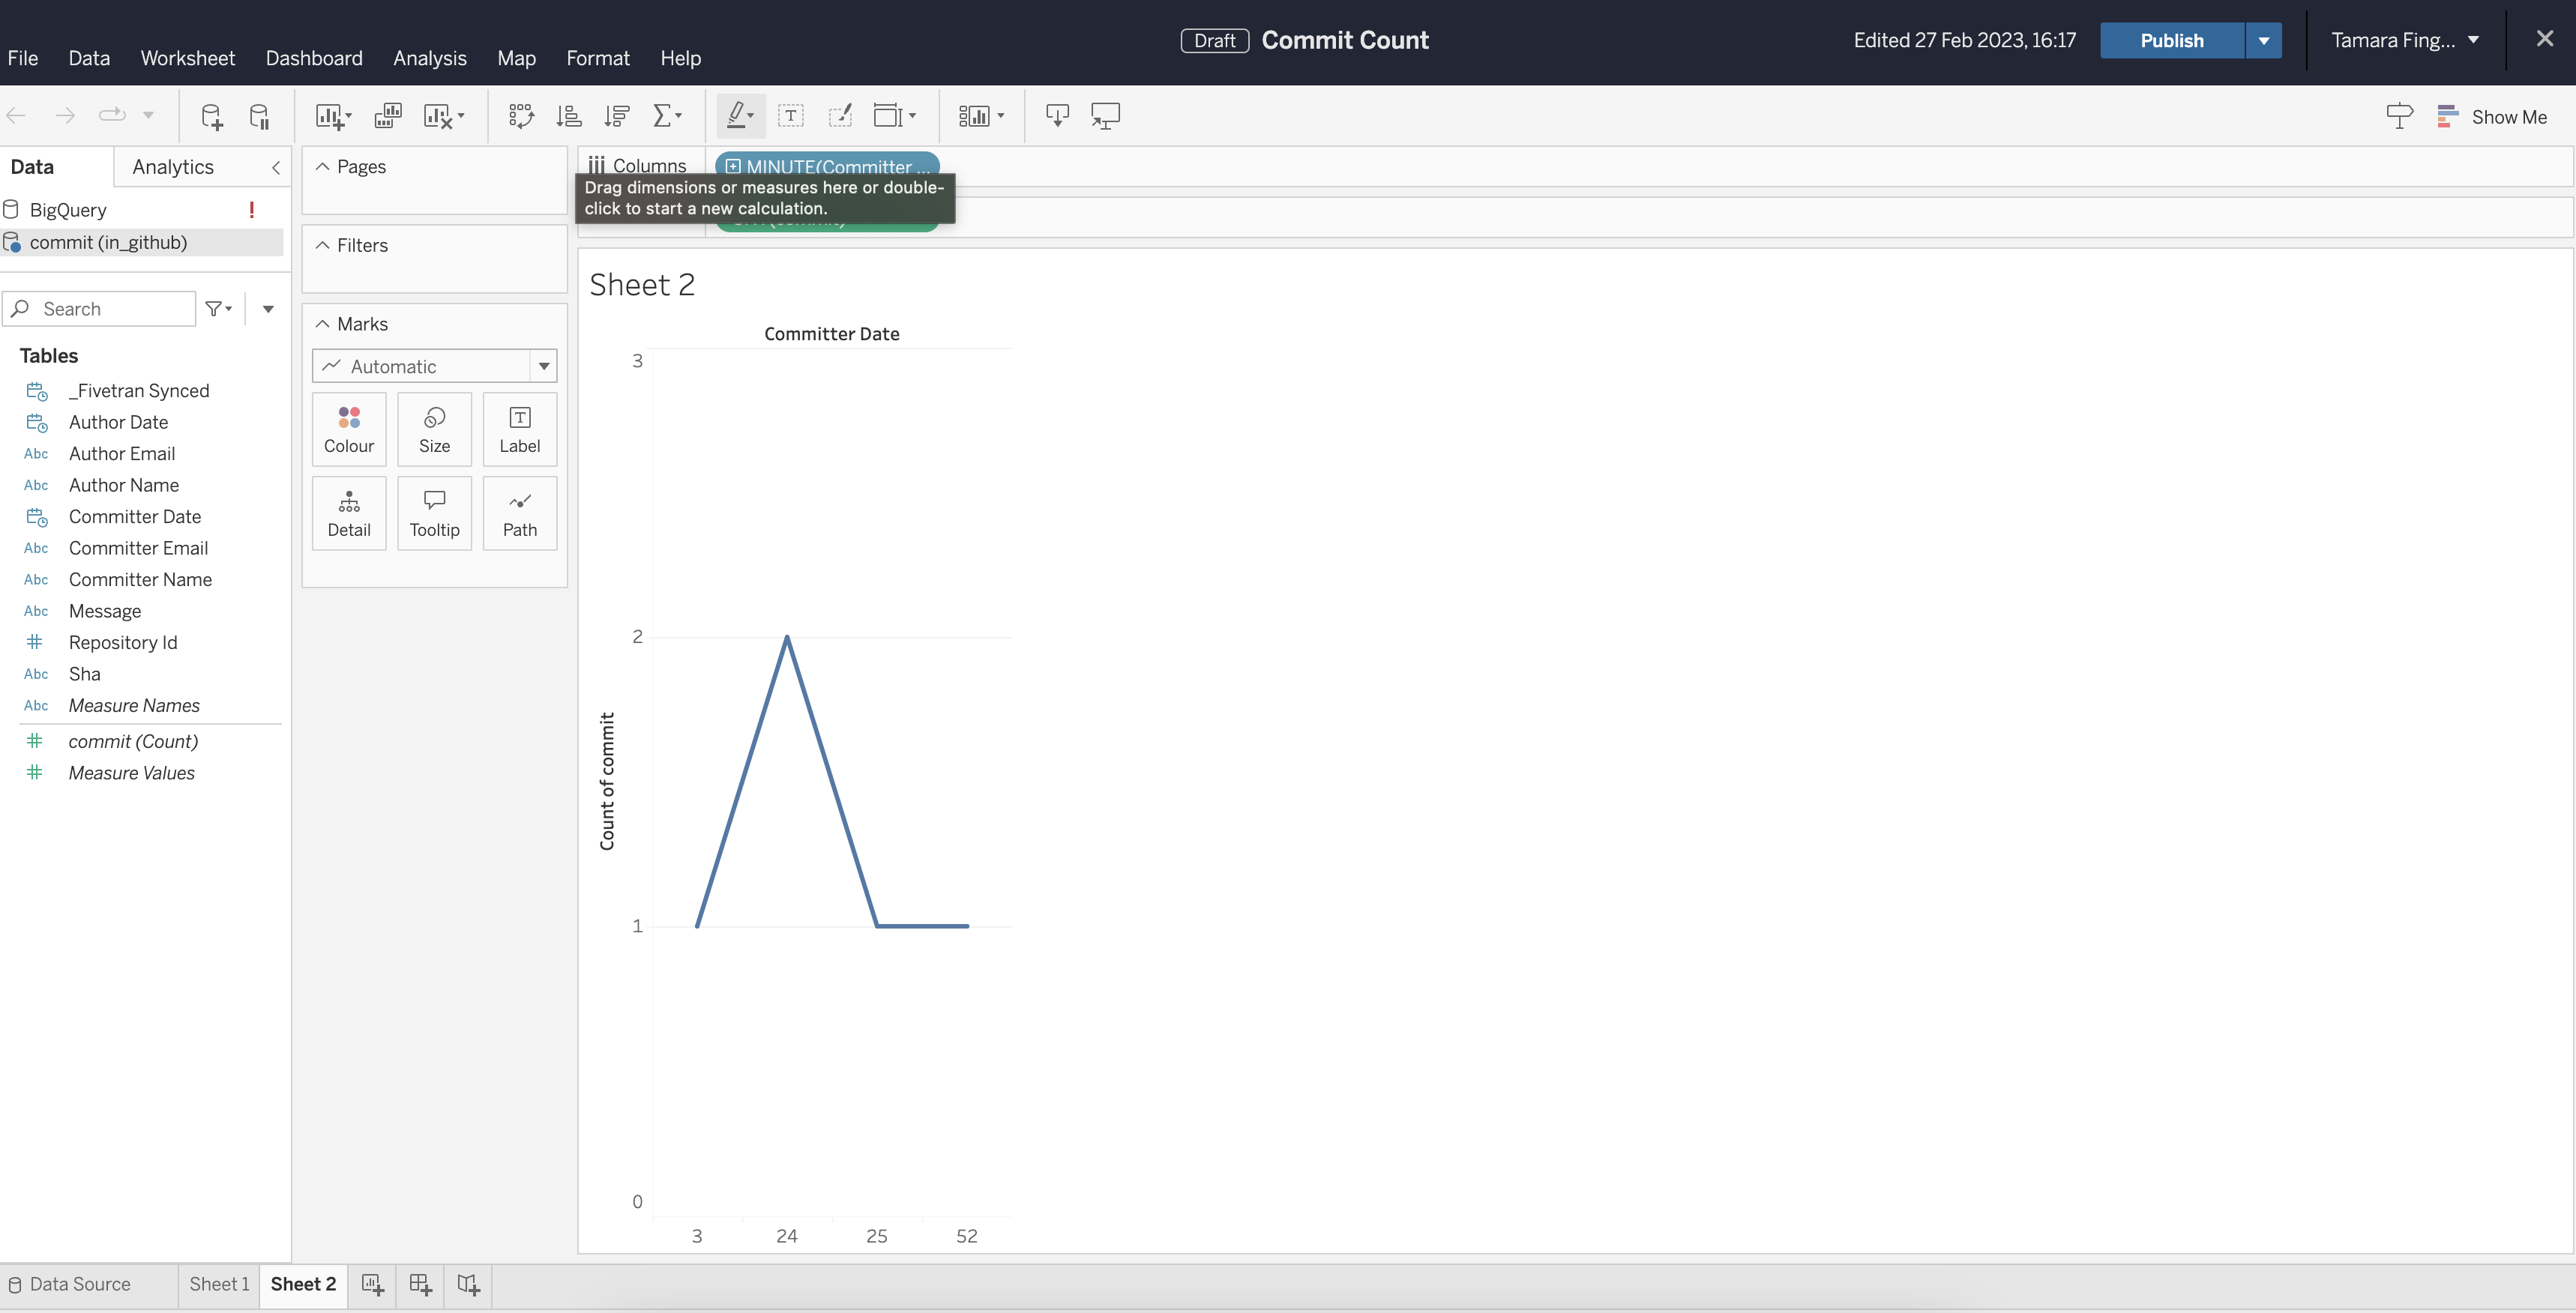 Draft Commit Count
Edited 27 Feb 2023, 16:17
Publish
Tamara Fing...
File Data Worksheet Dashboard Analysis Map Format Help
Show Me
Data
Analytics
BigQuery
commit (in_github)
Search
Tables
_Fivetran Synced
Author Date
Abc Author Email
Abc Author Name
Committer Date
Abc Committer Email
Abc Committer Name
Abc Message
Repository Id
Abc Sha
Abc Measure Names
commit (Count)
Measure Values
Pages
Filters
Marks
Automatic
Colour Size Label
Detail Tooltip Path
Columns
MINUTE(Committer ...
Drag dimensions or measures here or double-
click to start a new calculation.
Sheet 2
Committer Date
3
2
1
0
Count of commit
3 24 25 52
Data Source Sheet 1 Sheet 2